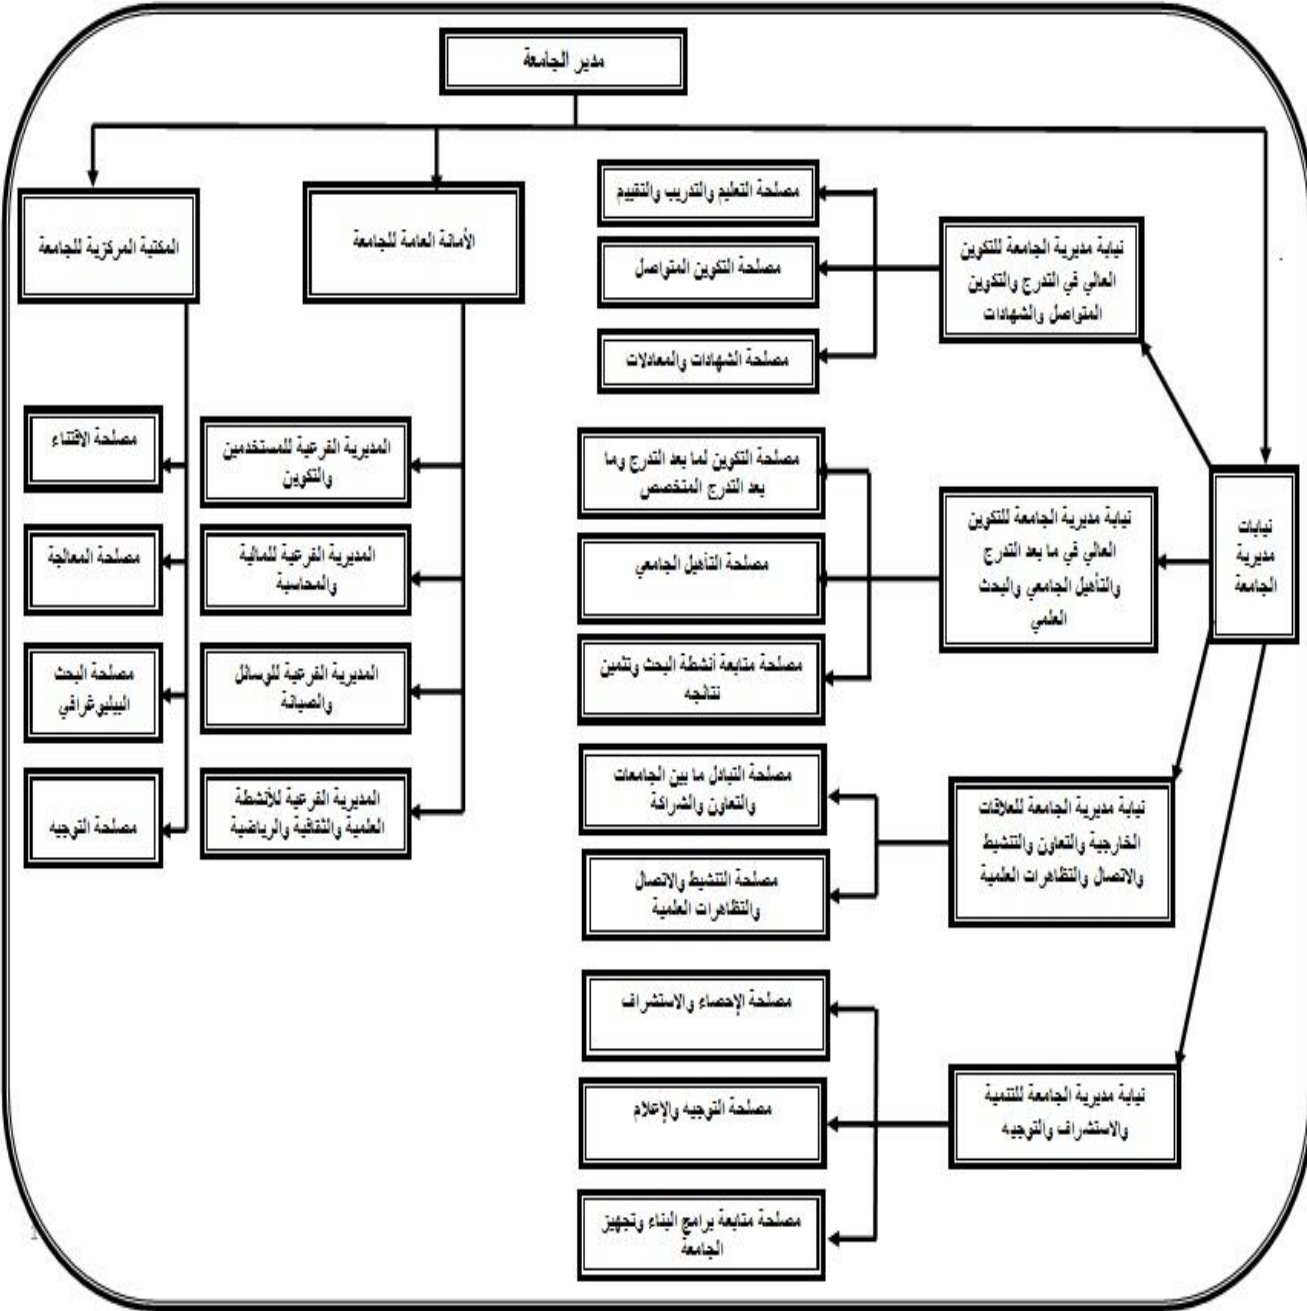 مدير الجامعة
نيابات
مديرية
الجامعة
نيابة مديرية الجامعة للتكوين
العالي في التدرج والتكوين
المتواصل والشهادات
مصلحة التعليم والتدريب والتقييم
مصلحة التكوين المتواصل
مصلحة الشهادات والمعادلات
نيابة مديرية الجامعة للتكوين
العالي في ما بعد التدرج
والتأهيل الجامعي والبحث
العلمي
مصلحة التكوين لما بعد التدرج وما
بعد التدرج المتخصص
مصلحة التأهيل الجامعي
مصلحة متابعة أنشطة البحث وتثمين
نتائجه
نيابة مديرية الجامعة للعلاقات
الخارجية والتعاون والتنشيط
والاتصال والتظاهرات العلمية
مصلحة التبادل ما بين الجامعات
والتعاون والشراكة
مصلحة التنشيط والاتصال
والتظاهرات العلمية
نيابة مديرية الجامعة للتنمية
والاستشراف والتوجيه
مصلحة الإحصاء والاستشراف
مصلحة التوجيه والإعلام
مصلحة متابعة برامج البناء وتجهيز
الجامعة
الأمانة العامة للجامعة
المديرية الفرعية للمستخدمين
والتكوين
المديرية الفرعية للمالية
والمحاسبة
المديرية الفرعية للوسائل
والصيانة
المديرية الفرعية للأنشطة
العلمية والثقافية والرياضية
المكتبة المركزية للجامعة
مصلحة الاقتناء
مصلحة المعالجة
مصلحة البحث
البيليوغرافي
مصلحة التوجيه